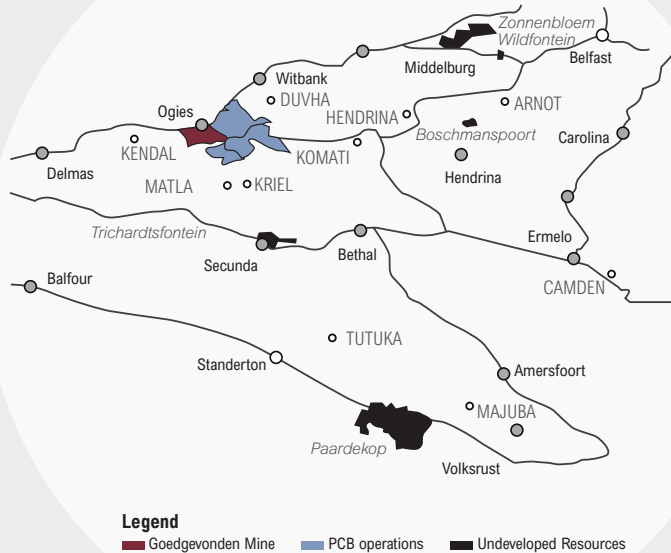 Zonnenbloem
Wildfontein
Belfast
Middelburg
Witbank
DUVHA
ARNOT
HENDRINA
Ogies
Boschmanspoort
Carolina
KENDAL
KOMATI
Delmas
Hendrina
MATLA
KRIEL
Trichardtsfontein
Ermelo
Secunda
Bethal
Balfour
CAMDEN
TUTUKA
Standerton
Amersfoort
MAJUBA
Paardekop
Volksrust
Legend
Goedgevonden Mine PCB operations Undeveloped Resources